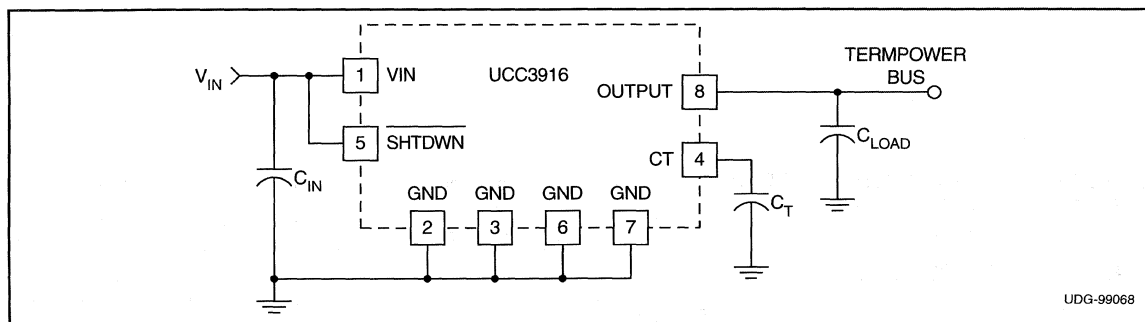 TERMPOWER
BUS
V_IN
1 VIN
UCC3916
OUTPUT 8
5 SHTDWN
C_LOAD
CT 4
C_IN
GND GND GND GND
C_T
2 3 6 7
UDG-99068